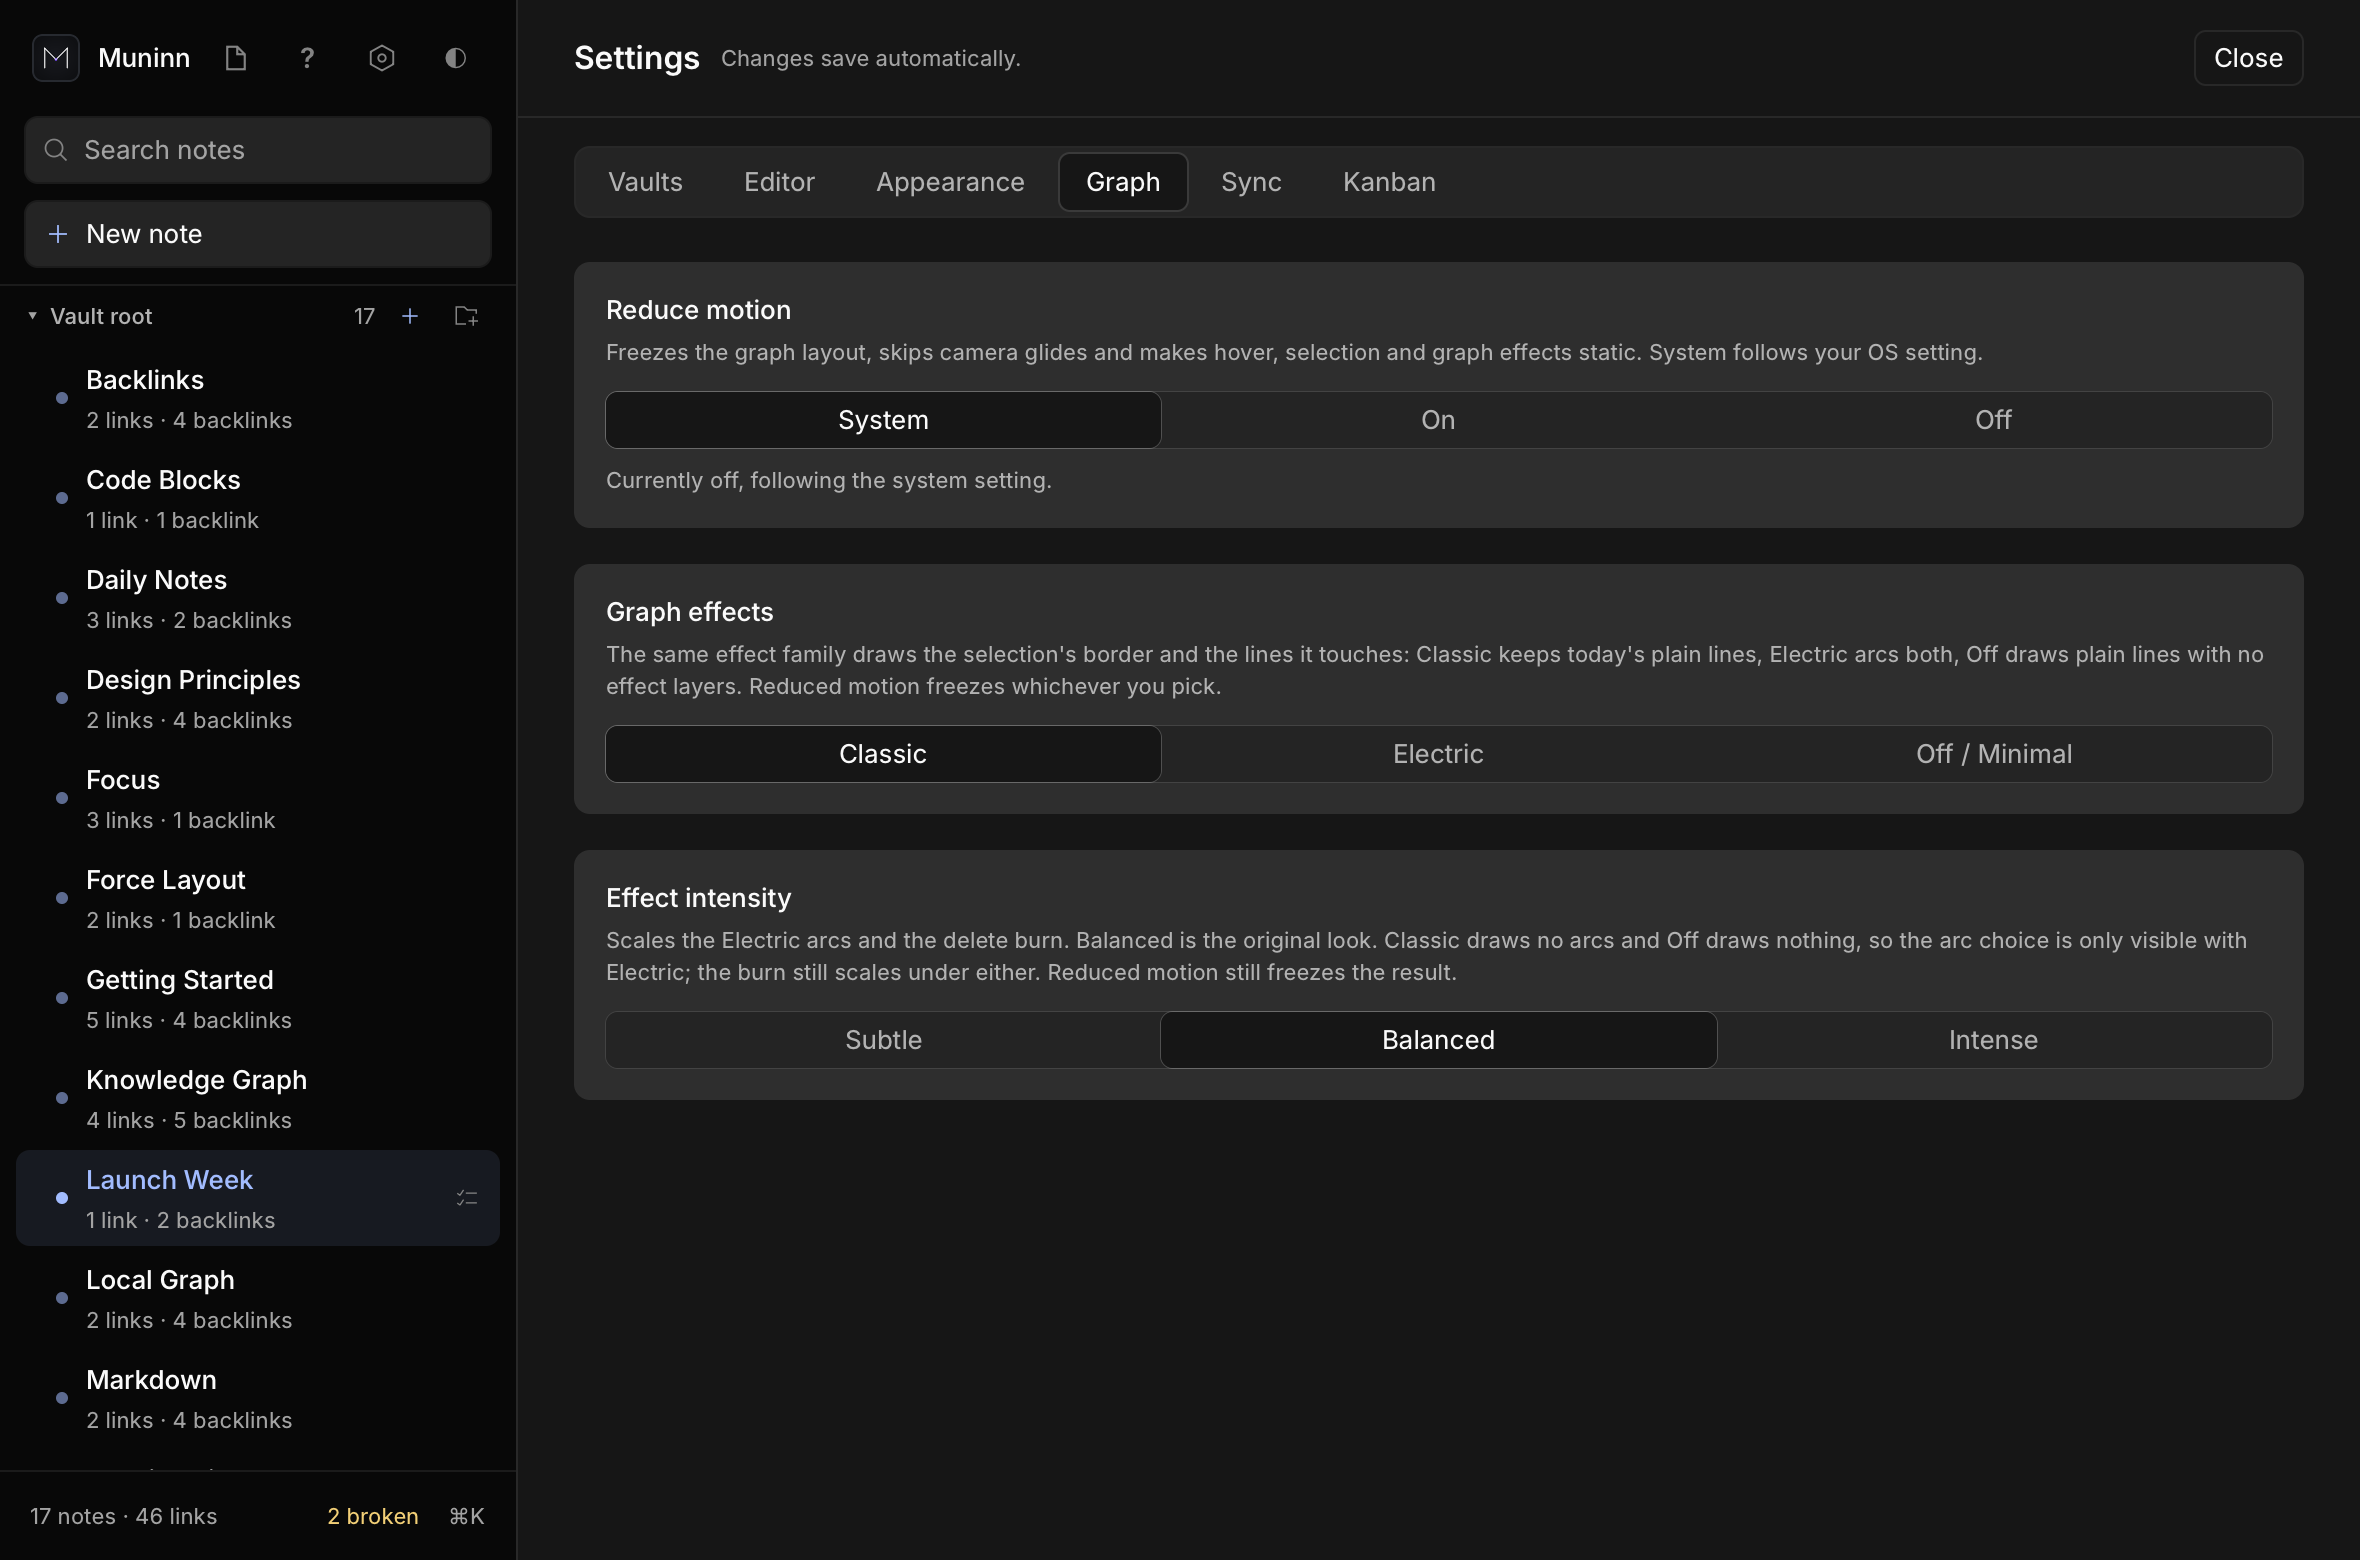 Muninn
?
Search notes
New note
Vault root 17
Backlinks
2 links · 4 backlinks
Code Blocks
1 link · 1 backlink
Daily Notes
3 links · 2 backlinks
Design Principles
2 links · 4 backlinks
Focus
3 links · 1 backlink
Force Layout
2 links · 1 backlink
Getting Started
5 links · 4 backlinks
Knowledge Graph
4 links · 5 backlinks
Launch Week
1 link · 2 backlinks
Local Graph
2 links · 4 backlinks
Markdown
2 links · 4 backlinks
17 notes · 46 links 2 broken ⌘K
Settings Changes save automatically.
Close
Vaults Editor Appearance Graph Sync Kanban
Reduce motion
Freezes the graph layout, skips camera glides and makes hover, selection and graph effects static. System follows your OS setting.
System On Off
Currently off, following the system setting.
Graph effects
The same effect family draws the selection's border and the lines it touches: Classic keeps today's plain lines, Electric arcs both, Off draws plain lines with no
effect layers. Reduced motion freezes whichever you pick.
Classic Electric Off / Minimal
Effect intensity
Scales the Electric arcs and the delete burn. Balanced is the original look. Classic draws no arcs and Off draws nothing, so the arc choice is only visible with
Electric; the burn still scales under either. Reduced motion still freezes the result.
Subtle Balanced Intense